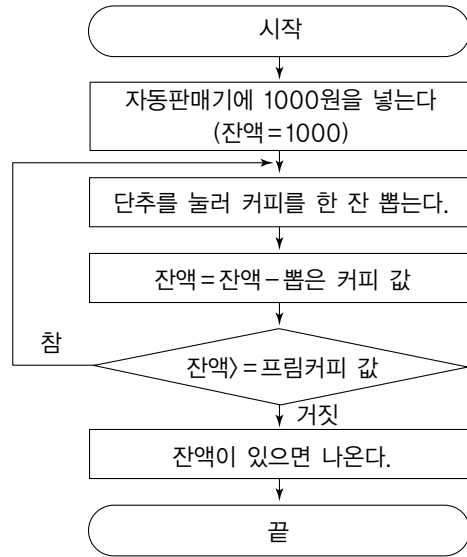 시작
자동판매기에 1000원을 넣는다
(잔액=1000)
단추를 눌러 커피를 한 잔 뽑는다.
잔액=잔액-뽑은 커피 값
참
잔액〉=프림커피 값
거짓
잔액이 있으면 나온다.
끝